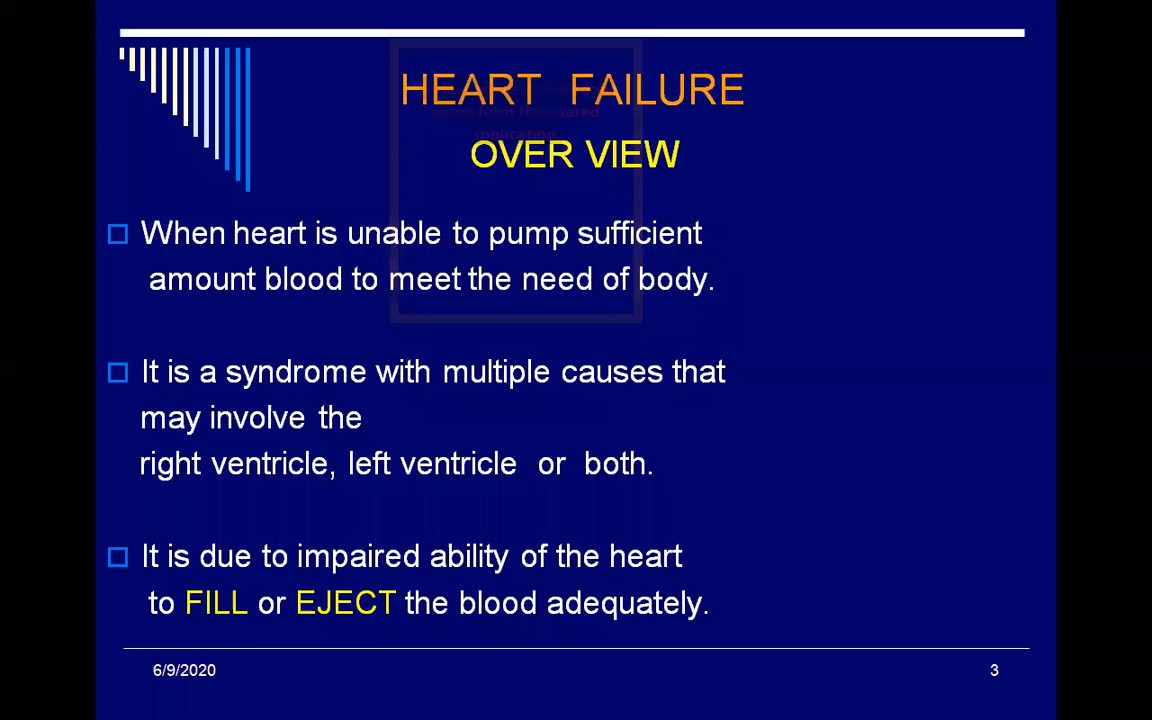 HEART FAILURE
OVER VIEW
When heart is unable to pump sufficient
amount blood to meet the need of body.
It is a syndrome with multiple causes that
may involve the
right ventricle, left ventricle or both.
It is due to impaired ability of the heart
to FILL or EJECT the blood adequately.
6/9/2020
3